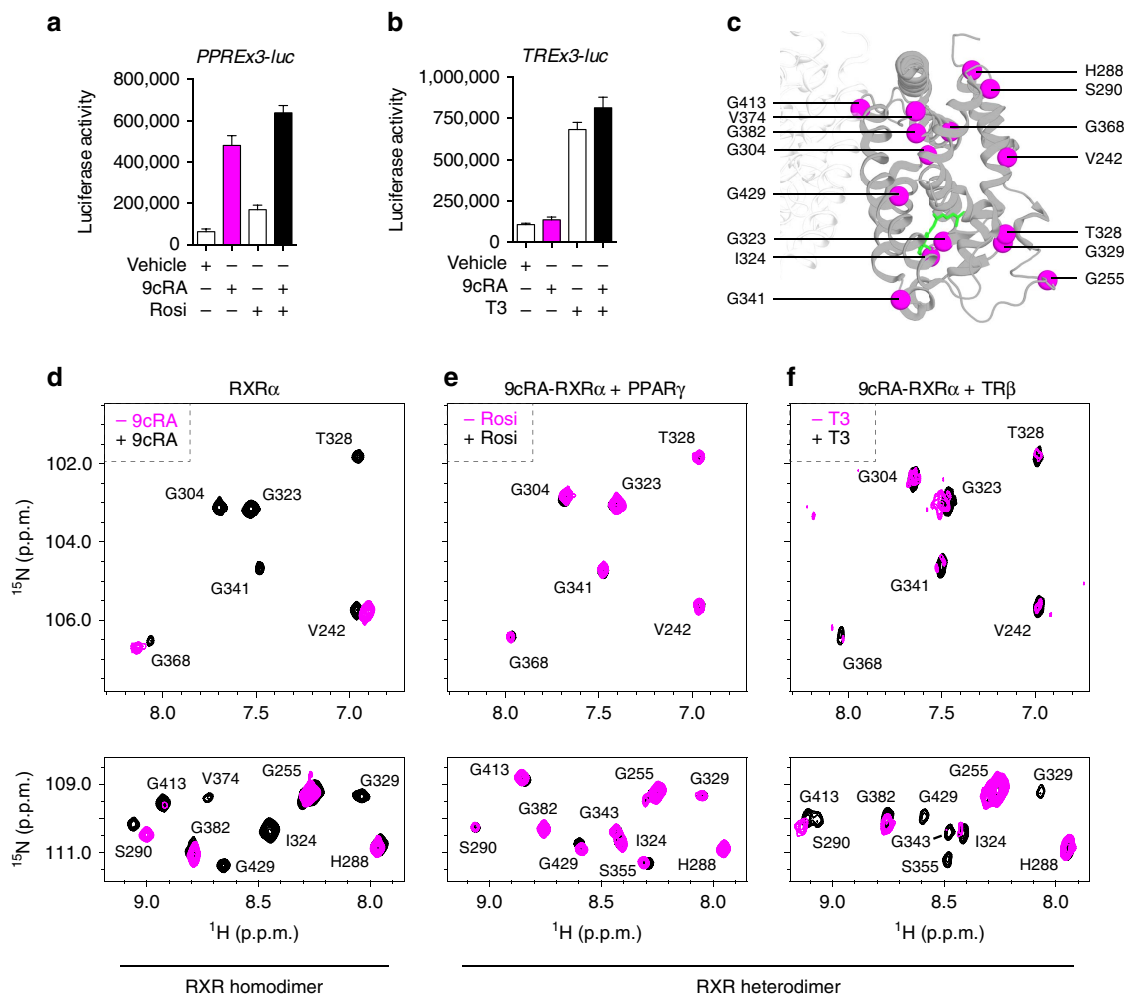 a
PPREx3-luc
Luciferase activity
800,000
600,000
400,000
200,000
0
Vehicle + – – –
9cRA – + – +
Rosi – – + +
b
TREx3-luc
Luciferase activity
1,000,000
750,000
500,000
250,000
0
Vehicle + – – –
9cRA – + – +
T3 – – + +
c
G413
V374
G382
G304
G429
G323
I324
G341
H288
S290
G368
V242
T328
G329
G255
d
RXRα
– 9cRA
+ 9cRA
T328
G304
G323
G341
V242
G368
102.0
104.0
106.0
15N (p.p.m.)
8.0 7.5 7.0
G413
V374
G255
G329
S290
G382
G429
I324
H288
109.0
111.0
15N (p.p.m.)
9.0 8.5 8.0
1H (p.p.m.)
RXR homodimer
e
9cRA-RXRα + PPARγ
– Rosi
+ Rosi
T328
G304
G323
G341
V242
G368
8.0 7.5 7.0
G413
G255
G329
G382
G343
S290
G429
I324
S355
H288
9.0 8.5 8.0
1H (p.p.m.)
f
9cRA-RXRα + TRβ
– T3
+ T3
T328
G304
G323
G341
V242
G368
8.0 7.5 7.0
G255
G413
G382
G429
G329
S290
G343
I324
S355
H288
9.0 8.5 8.0
1H (p.p.m.)
RXR heterodimer